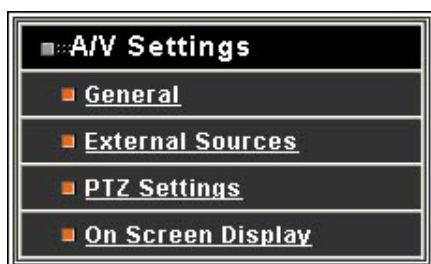 A/V Settings
General
External Sources
PTZ Settings
On Screen Display